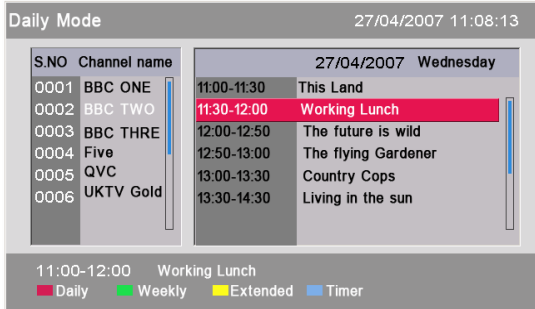 Daily Mode 27/04/2007 11:08:13
S.NO Channel name
0001 BBC ONE
0002 BBC TWO
0003 BBC THRE
0004 Five
0005 QVC
0006 UKTV Gold
27/04/2007 Wednesday
11:00-11:30 This Land
11:30-12:00 Working Lunch
12:00-12:50 The future is wild
12:50-13:00 The flying Gardener
13:00-13:30 Country Cops
13:30-14:30 Living in the sun
11:00-12:00 Working Lunch
Daily Weekly Extended Timer